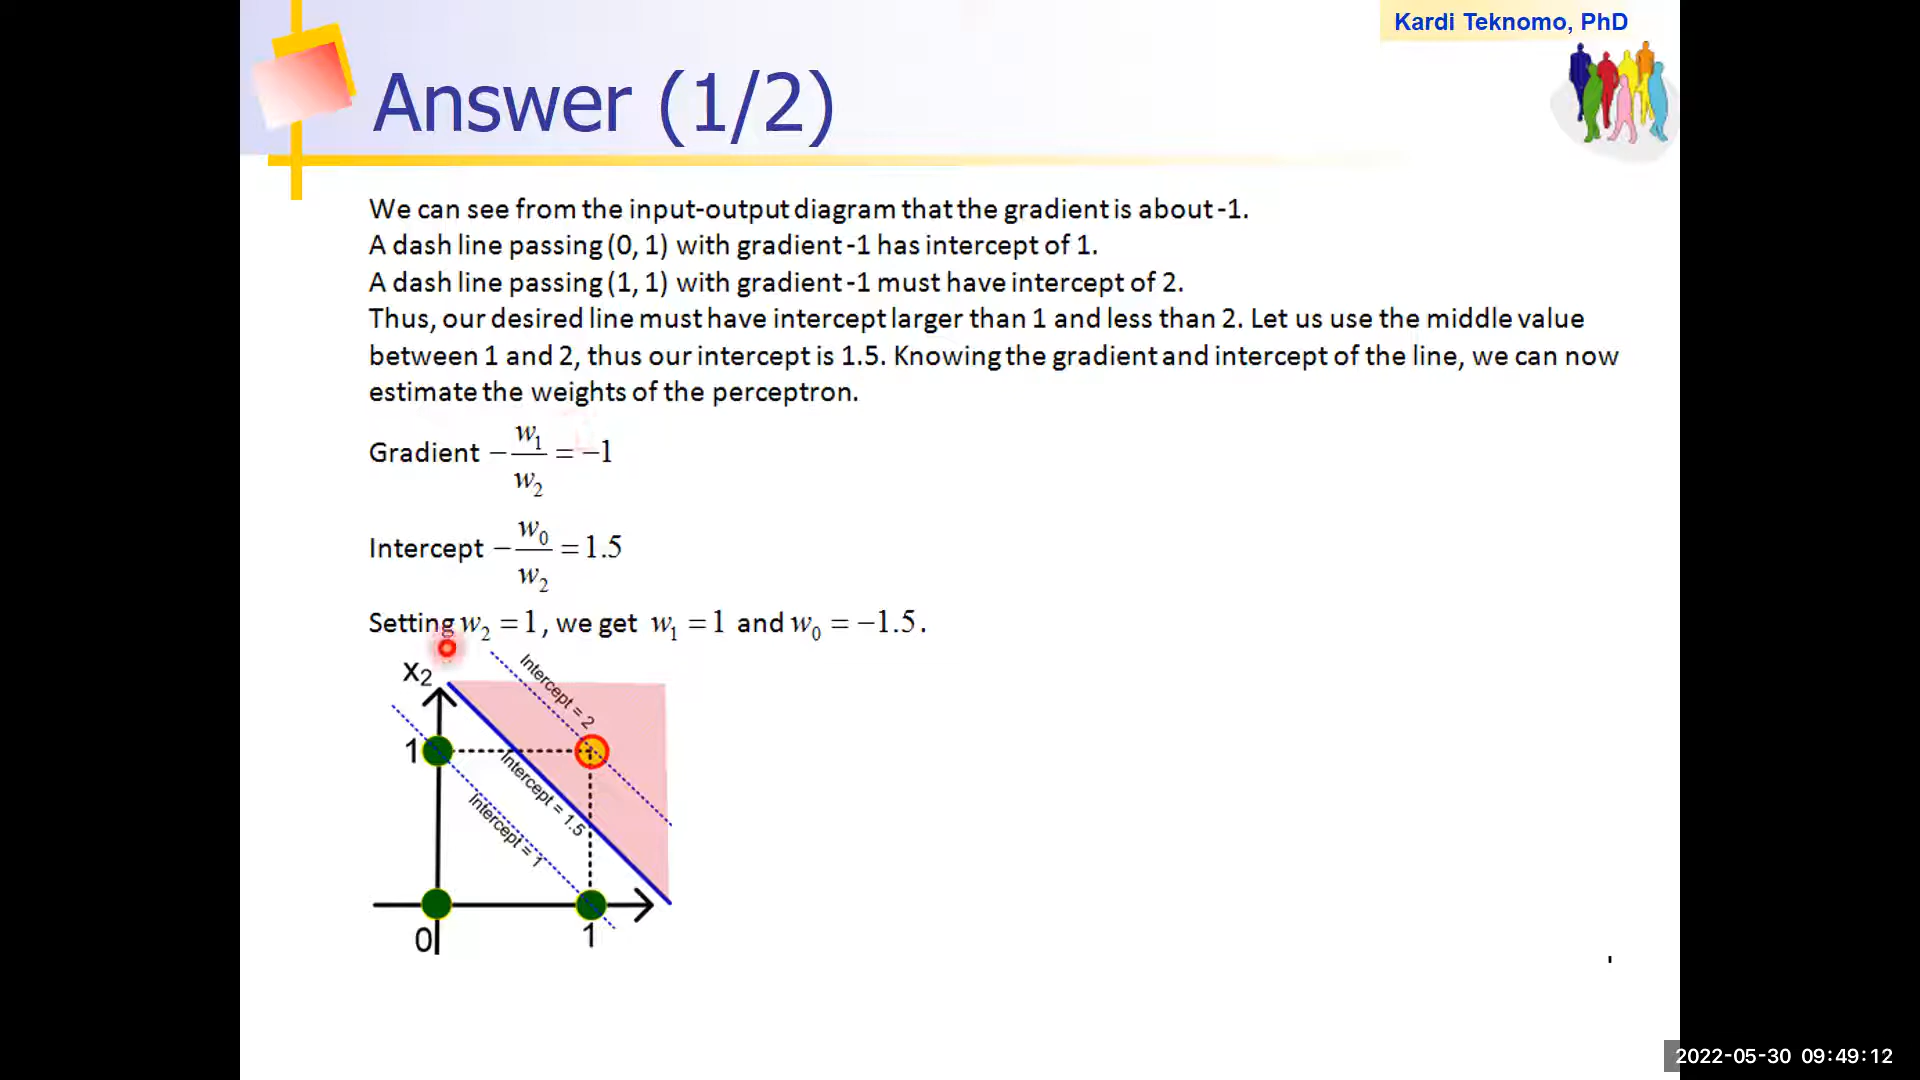 Kardi Teknomo, PhD
Answer (1/2)
We can see from the input-output diagram that the gradient is about -1.
A dash line passing (0, 1) with gradient -1 has intercept of 1.
A dash line passing (1, 1) with gradient -1 must have intercept of 2.
Thus, our desired line must have intercept larger than 1 and less than 2. Let us use the middle value
between 1 and 2, thus our intercept is 1.5. Knowing the gradient and intercept of the line, we can now
estimate the weights of the perceptron.
Gradient −w₁/w₂ = −1
Intercept −w₀/w₂ = 1.5
Setting w₂ = 1, we get w₁ = 1 and w₀ = −1.5.
x₂
Intercept = 2
1
Intercept = 1.5
Intercept = 1
0
1
2022-05-30 09:49:12